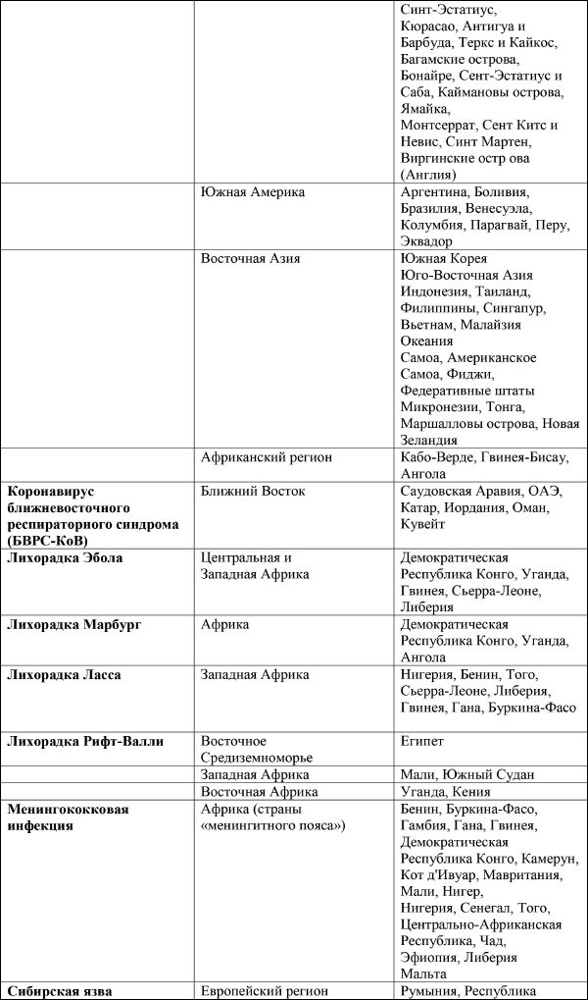 Синт-Эстатиус,
Кюрасао, Антигуа и
Барбуда, Теркс и Кайкос,
Багамские острова,
Бонайре, Сент-Эстатиус и
Саба, Каймановы острова,
Ямайка,
Монтсеррат, Сент Китс и
Невис, Синт Мартен,
Виргинские остр ова
(Англия)
Южная Америка
Аргентина, Боливия,
Бразилия, Венесуэла,
Колумбия, Парагвай, Перу,
Эквадор
Восточная Азия
Южная Корея
Юго-Восточная Азия
Индонезия, Таиланд,
Филиппины, Сингапур,
Вьетнам, Малайзия
Океания
Самоа, Американское
Самоа, Фиджи,
Федеративные штаты
Микронезии, Тонга,
Маршалловы острова, Новая
Зеландия
Африканский регион
Кабо-Верде, Гвинея-Бисау,
Ангола
Коронавирус
ближневосточного
респираторного синдрома
(БВРС-КоВ)
Ближний Восток
Саудовская Аравия, ОАЭ,
Катар, Иордания, Оман,
Кувейт
Лихорадка Эбола
Центральная и
Западная Африка
Демократическая
Республика Конго, Уганда,
Гвинея, Сьерра-Леоне,
Либерия
Лихорадка Марбург
Африка
Демократическая
Республика Конго, Уганда,
Ангола
Лихорадка Ласса
Западная Африка
Нигерия, Бенин, Того,
Сьерра-Леоне, Либерия,
Гвинея, Гана, Буркина-Фасо
Лихорадка Рифт-Валли
Восточное
Средиземноморье
Египет
Западная Африка
Мали, Южный Судан
Восточная Африка
Уганда, Кения
Менингококковая
инфекция
Африка (страны
«менингитного пояса»)
Бенин, Буркина-Фасо,
Гамбия, Гана, Гвинея,
Демократическая
Республика Конго, Камерун,
Кот д'Ивуар, Мавритания,
Мали, Нигер,
Нигерия, Сенегал, Того,
Центрально-Африканская
Республика, Чад,
Эфиопия, Либерия
Мальта
Сибирская язва
Европейский регион
Румыния, Республика